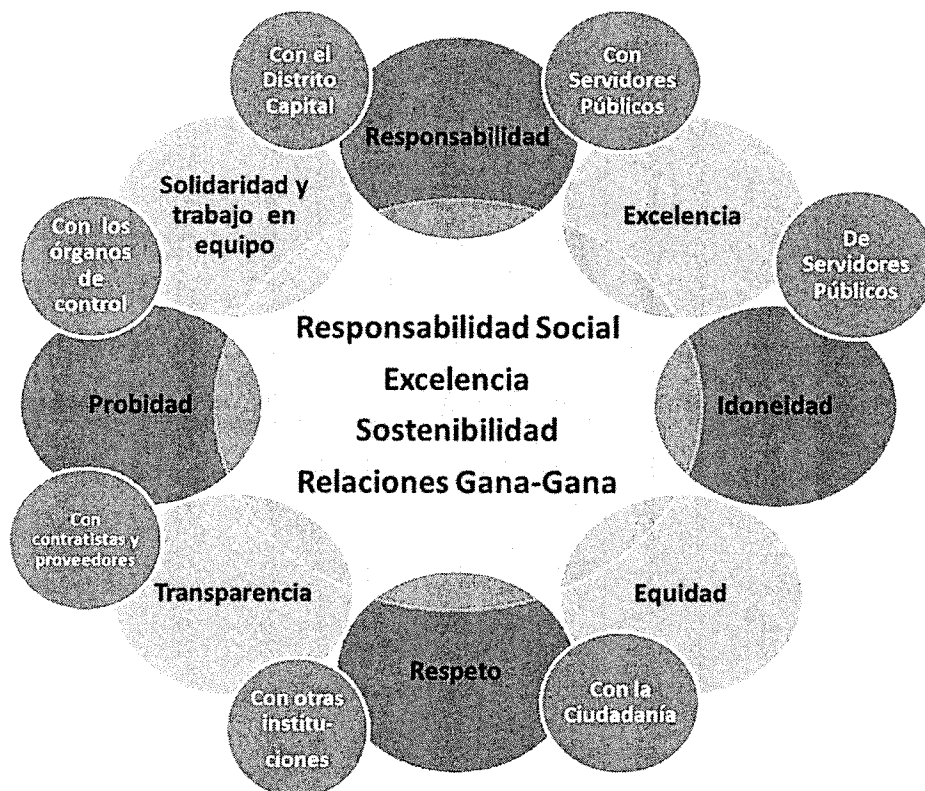 Con el
Distrito
Capital
Con
Servidores
Públicos
Responsabilidad
Solidaridad y
trabajo en
equipo
Excelencia
Con los
órganos
de
control
De
Servidores
Públicos
Responsabilidad Social
Excelencia
Sostenibilidad
Relaciones Gana-Gana
Probidad
Idoneidad
Con
contratistas y
proveedores
Transparencia
Equidad
Respeto
Con otras
institu-
ciones
Con la
Ciudadanía